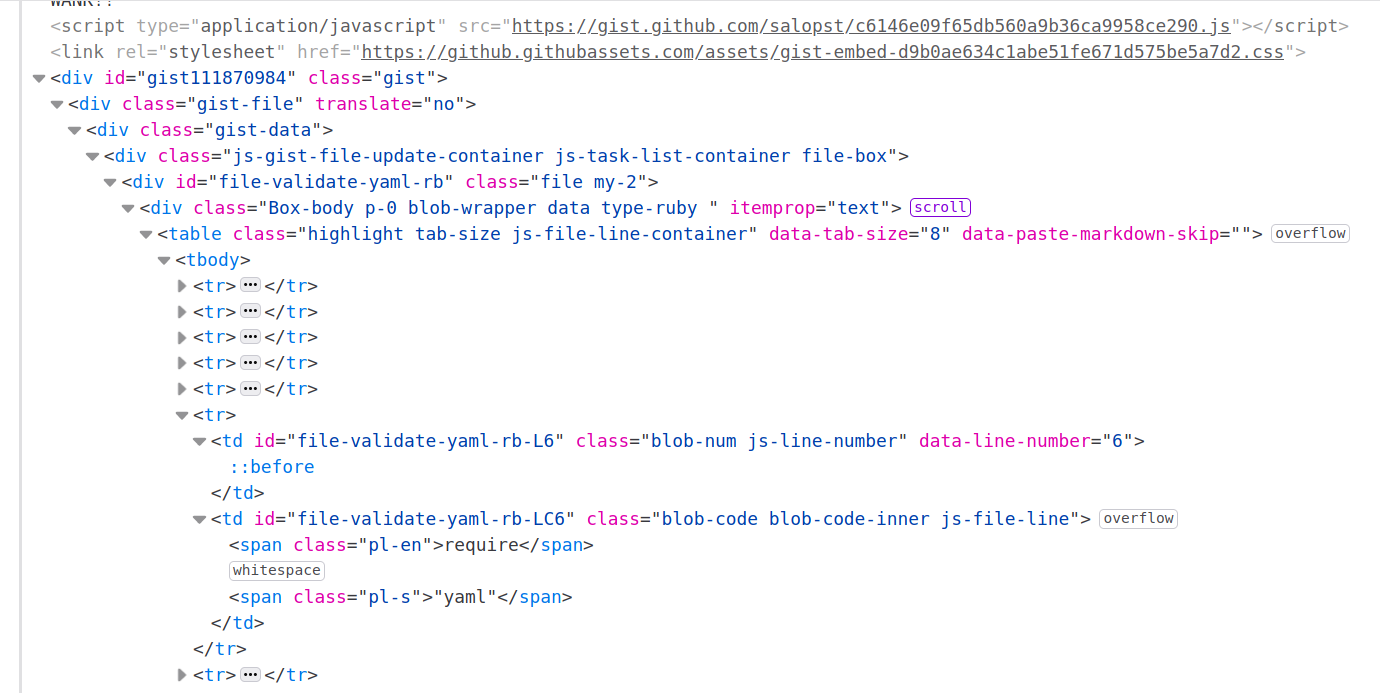 WANK!!
<script type="application/javascript" src="https://gist.github.com/salopst/c6146e09f65db560a9b36ca9958ce290.js"></script>
<link rel="stylesheet" href="https://github.githubassets.com/assets/gist-embed-d9b0ae634c1abe51fe671d575be5a7d2.css">
<div id="gist111870984" class="gist">
<div class="gist-file" translate="no">
<div class="gist-data">
<div class="js-gist-file-update-container js-task-list-container file-box">
<div id="file-validate-yaml-rb" class="file my-2">
<div class="Box-body p-0 blob-wrapper data type-ruby " itemprop="text"> scroll
<table class="highlight tab-size js-file-line-container" data-tab-size="8" data-paste-markdown-skip=""> overflow
<tbody>
<tr>•••</tr>
<tr>•••</tr>
<tr>•••</tr>
<tr>•••</tr>
<tr>•••</tr>
<tr>
<td id="file-validate-yaml-rb-L6" class="blob-num js-line-number" data-line-number="6">
::before
</td>
<td id="file-validate-yaml-rb-LC6" class="blob-code blob-code-inner js-file-line"> overflow
<span class="pl-en">require</span>
whitespace
<span class="pl-s">"yaml"</span>
</td>
</tr>
<tr>•••</tr>